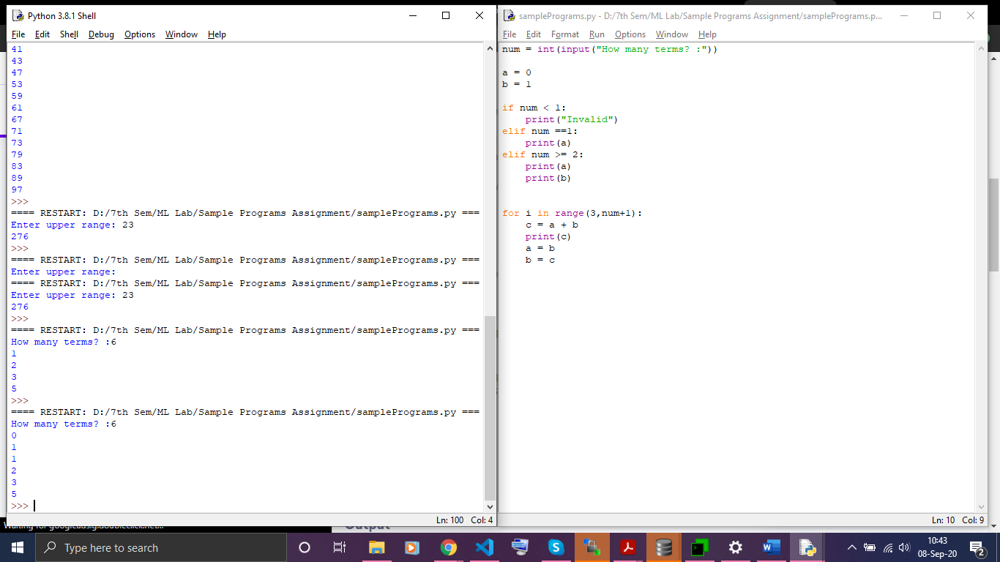 Python 3.8.1 Shell
File Edit Shell Debug Options Window Help
41
43
47
53
59
61
67
71
73
79
83
89
97
>>>
==== RESTART: D:/7th Sem/ML Lab/Sample Programs Assignment/samplePrograms.py ===
Enter upper range: 23
276
>>>
==== RESTART: D:/7th Sem/ML Lab/Sample Programs Assignment/samplePrograms.py ===
Enter upper range:
==== RESTART: D:/7th Sem/ML Lab/Sample Programs Assignment/samplePrograms.py ===
Enter upper range: 23
276
>>>
==== RESTART: D:/7th Sem/ML Lab/Sample Programs Assignment/samplePrograms.py ===
How many terms? :6
1
2
3
5
>>>
==== RESTART: D:/7th Sem/ML Lab/Sample Programs Assignment/samplePrograms.py ===
How many terms? :6
0
1
1
2
3
5
>>>
Ln: 100 Col: 4
samplePrograms.py - D:/7th Sem/ML Lab/Sample Programs Assignment/samplePrograms.p...
File Edit Format Run Options Window Help
num = int(input("How many terms? :"))
a = 0
b = 1
if num < 1:
    print("Invalid")
elif num ==1:
    print(a)
elif num >= 2:
    print(a)
    print(b)
for i in range(3,num+1):
    c = a + b
    print(c)
    a = b
    b = c
Ln: 10 Col: 9
Waiting for googleads.g.doubleclick.net...
Output
Type here to search
10:43
08-Sep-20
2